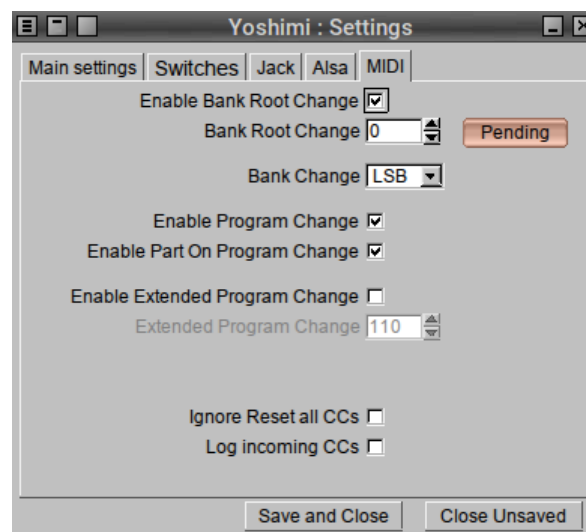 Yoshimi : Settings
Main settings Switches Jack Alsa MIDI
Enable Bank Root Change
Bank Root Change 0 Pending
Bank Change LSB
Enable Program Change
Enable Part On Program Change
Enable Extended Program Change
Extended Program Change 110
Ignore Reset all CCs
Log incoming CCs
Save and Close Close Unsaved